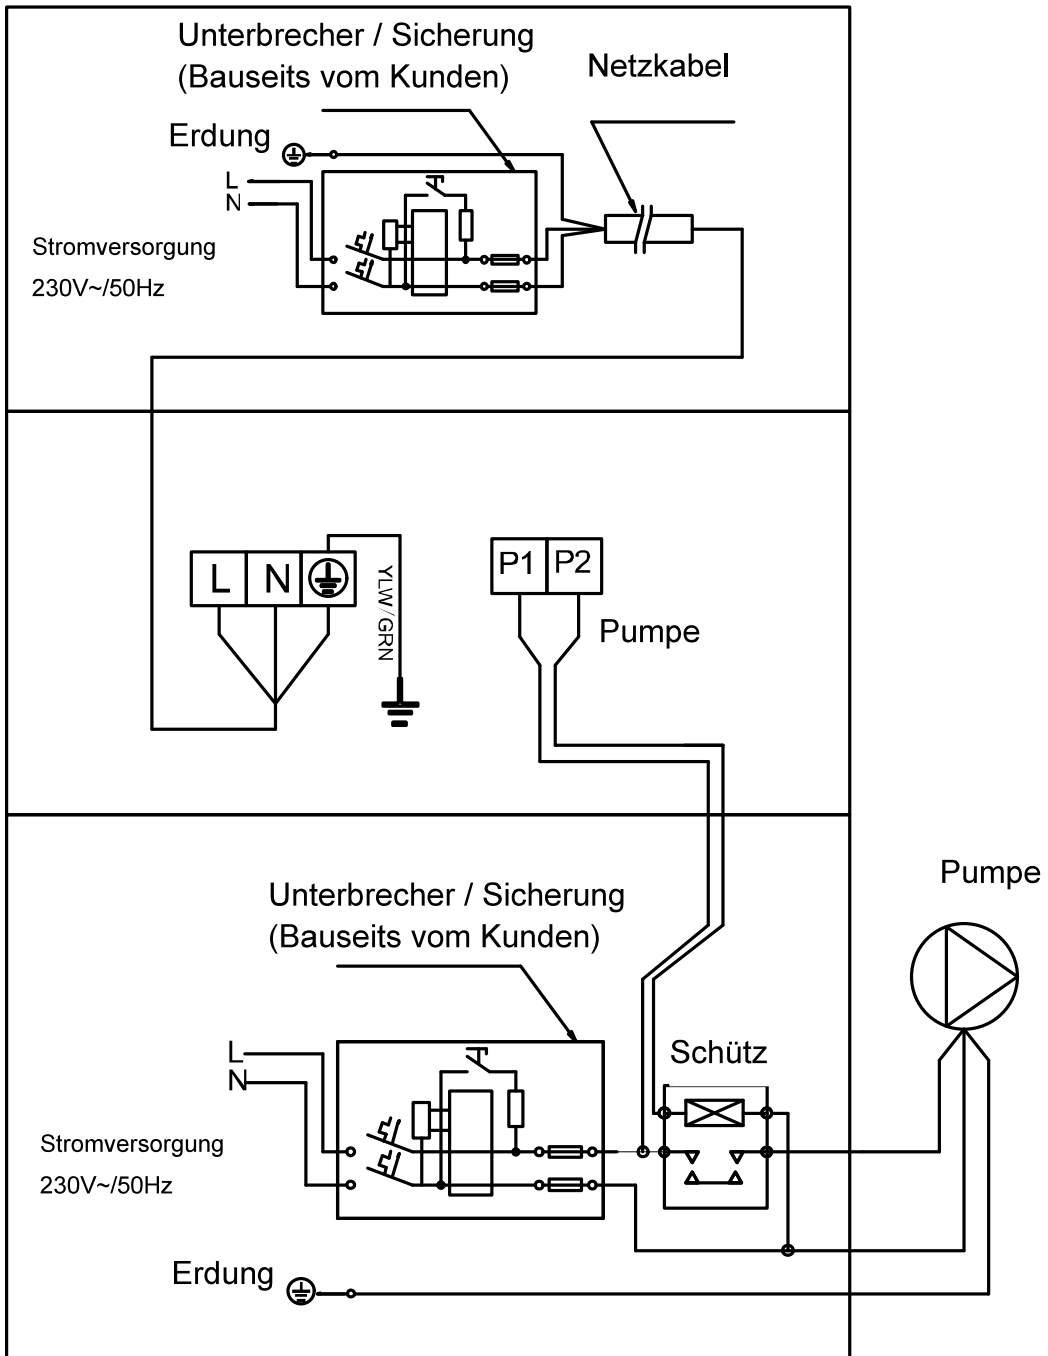 Unterbrecher / Sicherung
(Bauseits vom Kunden)
Netzkabel
Erdung
L
N
Stromversorgung
230V~/50Hz
L N
YLW/GRN
P1 P2
Pumpe
Pumpe
Unterbrecher / Sicherung
(Bauseits vom Kunden)
Schütz
L
N
Stromversorgung
230V~/50Hz
Erdung